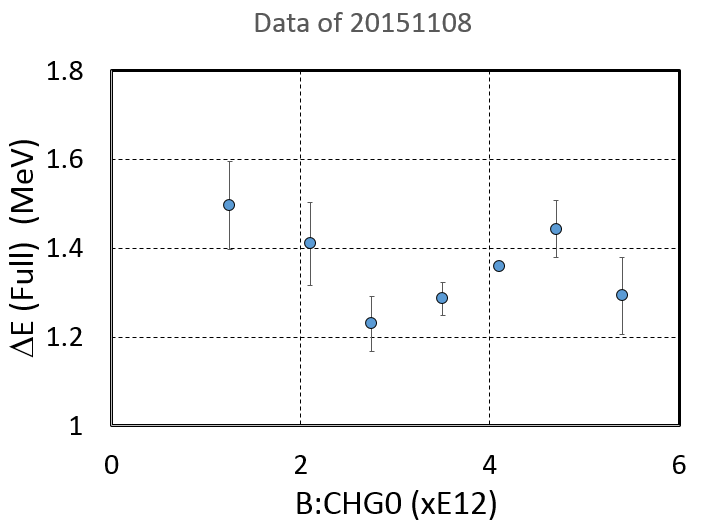 Data of 20151108
1.8
1.6
1.4
1.2
1
ΔE (Full) (MeV)
0 2 4 6
B:CHG0 (xE12)